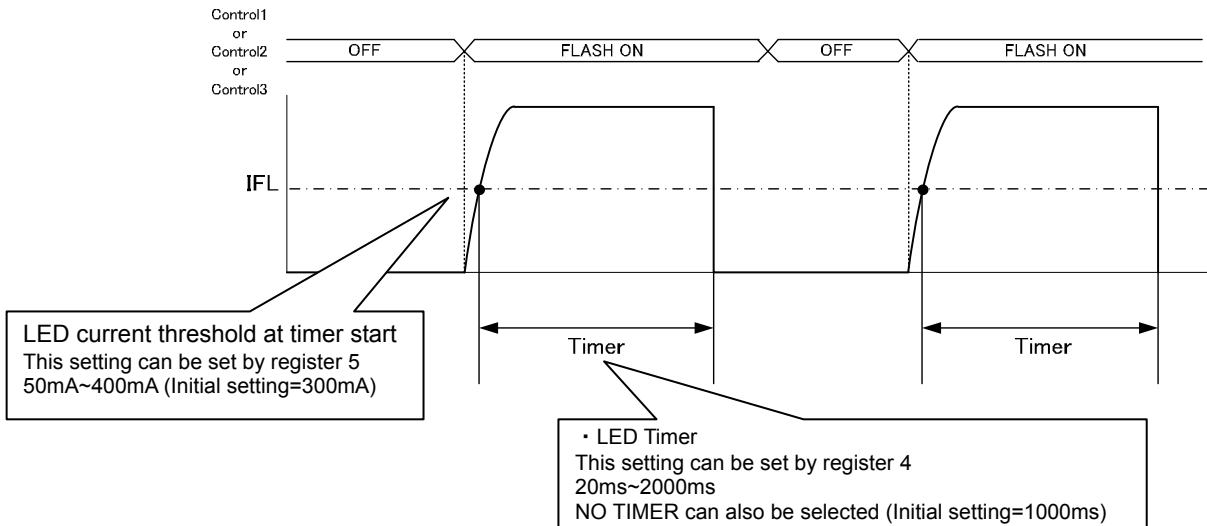 Control1
or
Control2
or
Control3
OFF
FLASH ON
OFF
FLASH ON
IFL
LED current threshold at timer start
This setting can be set by register 5
50mA~400mA (Initial setting=300mA)
Timer
Timer
・LED Timer
This setting can be set by register 4
20ms~2000ms
NO TIMER can also be selected (Initial setting=1000ms)